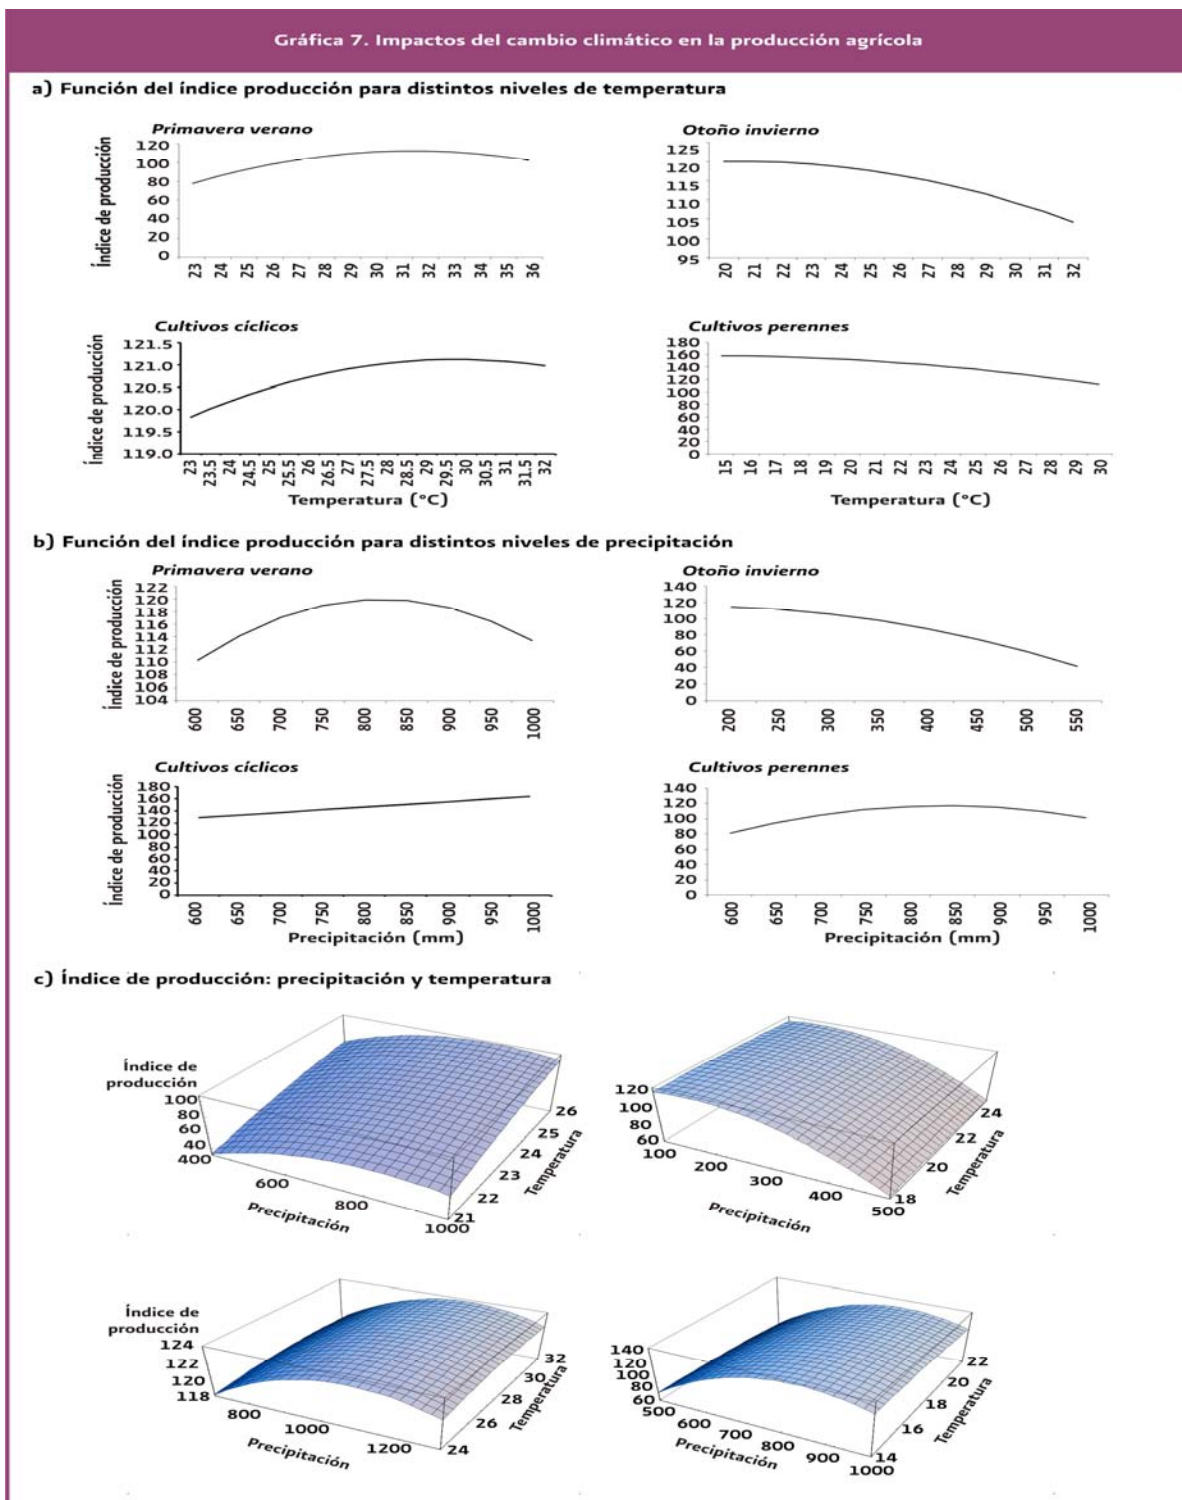 Gráfica 7. Impactos del cambio climático en la producción agrícola
a) Función del índice producción para distintos niveles de temperatura
Primavera verano
Índice de producción
120
100
80
60
40
20
0
23 24 25 26 27 28 29 30 31 32 33 34 35 36
Otoño invierno
125
120
115
110
105
100
95
20 21 22 23 24 25 26 27 28 29 30 31 32
Cultivos cíclicos
Índice de producción
121.5
121.0
120.5
120.0
119.5
119.0
23 23.5 24 24.5 25 25.5 26 26.5 27 27.5 28 28.5 29 29.5 30 30.5 31 31.5 32
Temperatura (°C)
Cultivos perennes
180
160
140
120
100
80
60
40
20
0
15 16 17 18 19 20 21 22 23 24 25 26 27 28 29 30
Temperatura (°C)
b) Función del índice producción para distintos niveles de precipitación
Primavera verano
Índice de producción
122
120
118
116
114
112
110
108
106
104
600 650 700 750 800 850 900 950 1000
Otoño invierno
140
120
100
80
60
40
20
0
200 250 300 350 400 450 500 550
Cultivos cíclicos
Índice de producción
180
160
140
120
100
80
60
40
20
0
600 650 700 750 800 850 900 950 1000
Precipitación (mm)
Cultivos perennes
140
120
100
80
60
40
20
0
600 650 700 750 800 850 900 950 1000
Precipitación (mm)
c) Índice de producción: precipitación y temperatura
Índice de
producción
100
80
60
40
400 600 800 1000
Precipitación
21 22 23 24 25 26
Temperatura
120
100
80
60
100 200 300 400 500
Precipitación
18 20 22 24
Temperatura
Índice de
producción
124
122
120
118
800 1000 1200
Precipitación
24 26 28 30 32
Temperatura
140
120
100
80
60
500 600 700 800 900 1000
Precipitación
14 16 18 20 22
Temperatura